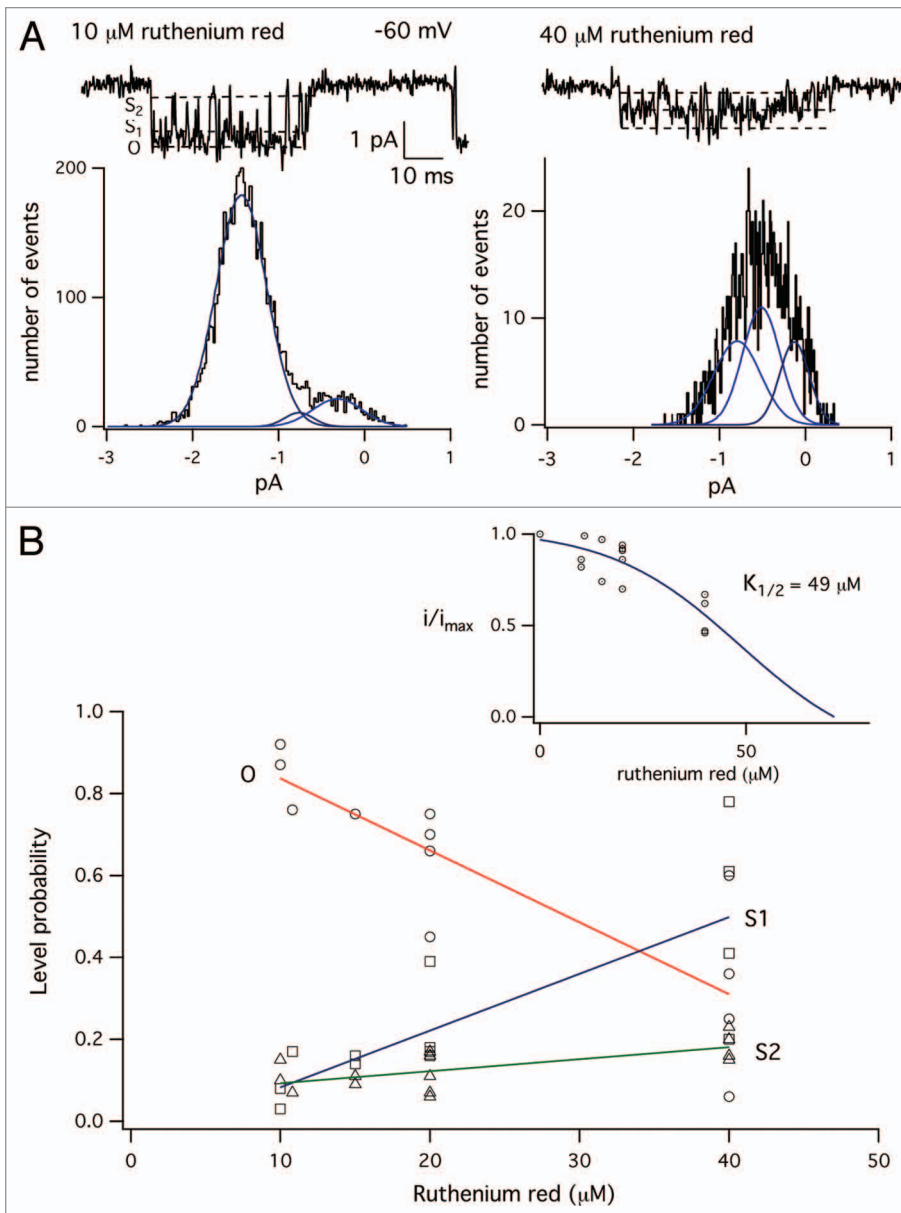 A
10 μM ruthenium red
-60 mV
40 μM ruthenium red
S2
S1
O
1 pA
10 ms
200
100
0
number of events
-3
-2
-1
0
1
pA
20
10
0
number of events
-3
-2
-1
0
1
pA
B
1.0
0.5
0.0
i/imax
K1/2 = 49 μM
0
50
ruthenium red (μM)
1.0
0.8
0.6
0.4
0.2
0.0
Level probability
O
S1
S2
0
10
20
30
40
50
Ruthenium red (μM)